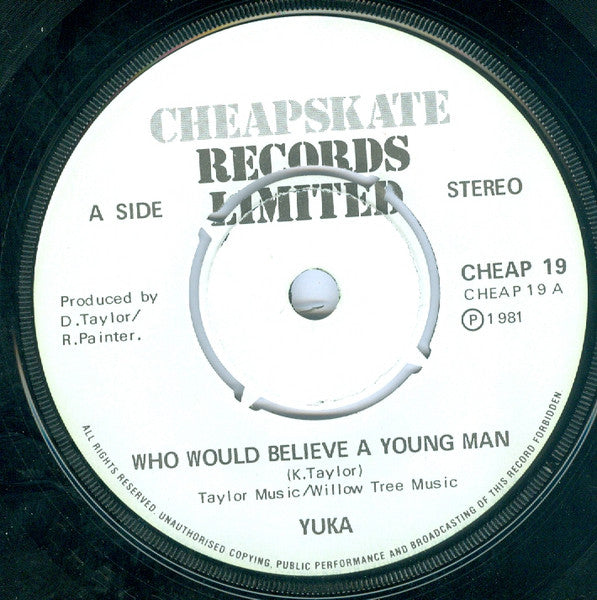 CHEAPSKATE
RECORDS
LIMITED
A SIDE
STEREO
CHEAP 19
CHEAP 19 A
Ⓟ 1981
Produced by
D.Taylor/
R.Painter.
WHO WOULD BELIEVE A YOUNG MAN
(K.Taylor)
Taylor Music/Willow Tree Music
YUKA
ALL RIGHTS RESERVED. UNAUTHORISED COPYING, PUBLIC PERFORMANCE AND BROADCASTING OF THIS RECORD FORBIDDEN